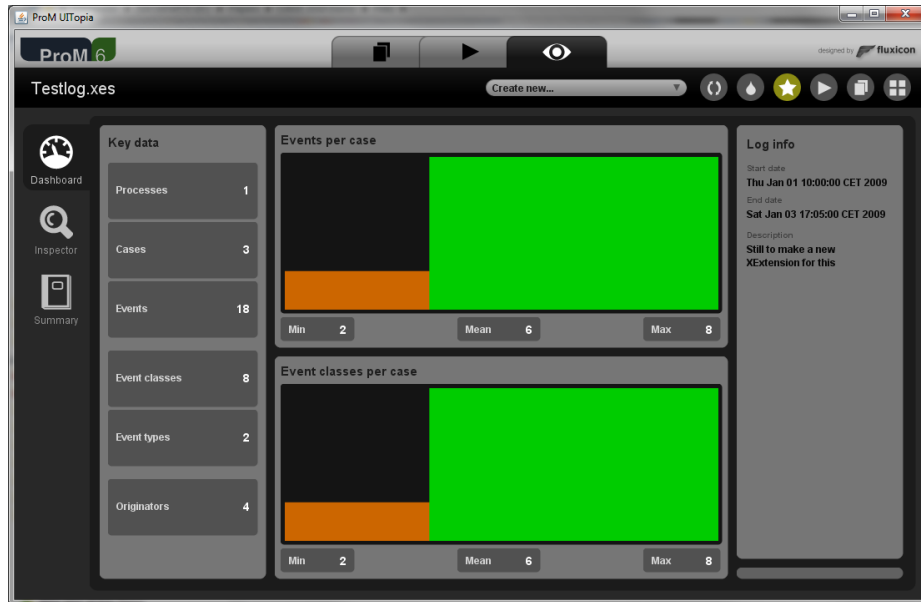 ProM UITopia
ProM 6
designed by fluxicon
Testlog.xes
Create new...
Dashboard
Inspector
Summary
Key data
Processes 1
Cases 3
Events 18
Event classes 8
Event types 2
Originators 4
Events per case
Min 2 Mean 6 Max 8
Event classes per case
Min 2 Mean 6 Max 8
Log info
Start date
Thu Jan 01 10:00:00 CET 2009
End date
Sat Jan 03 17:05:00 CET 2009
Description
Still to make a new
XExtension for this